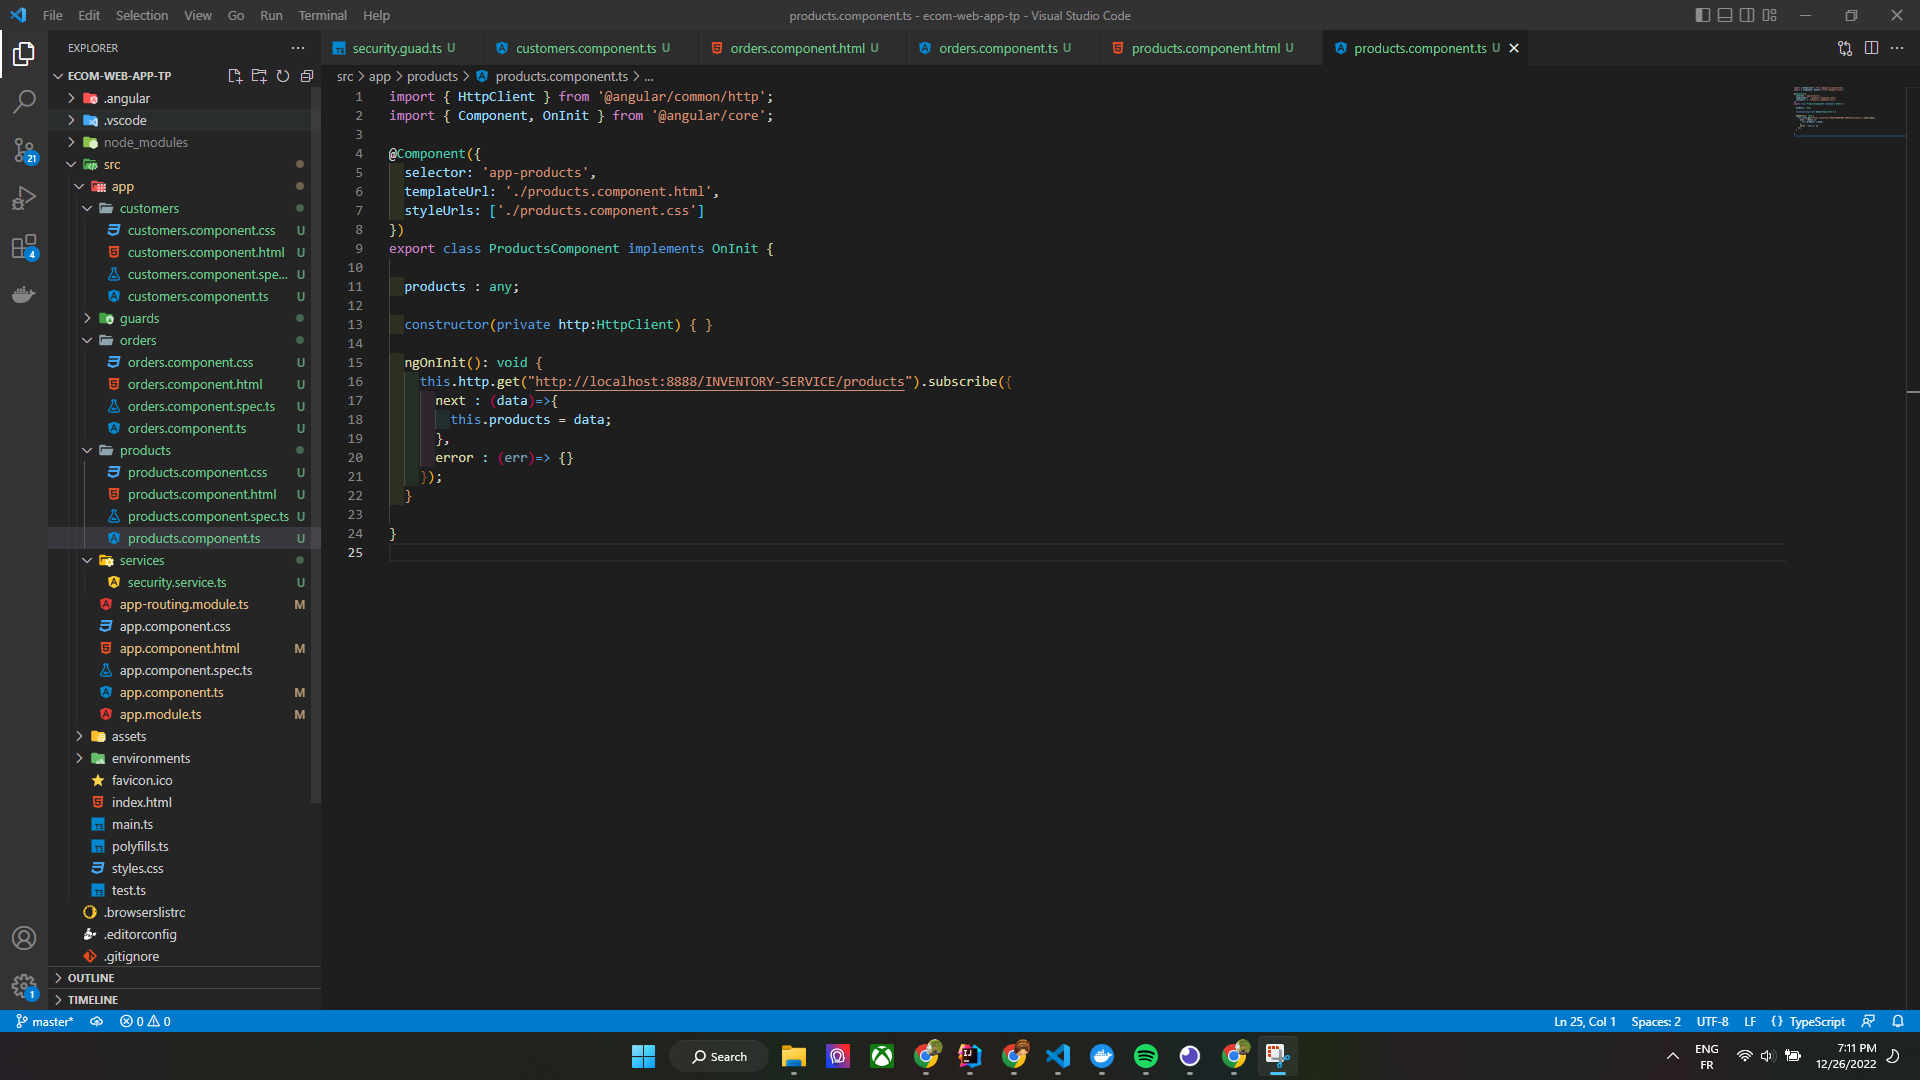 File Edit Selection View Go Run Terminal Help
products.component.ts - ecom-web-app-tp - Visual Studio Code
EXPLORER
security.guad.ts U
customers.component.ts U
orders.component.html U
orders.component.ts U
products.component.html U
products.component.ts U
src > app > products > products.component.ts > ...
ECOM-WEB-APP-TP
.angular
.vscode
node_modules
src
app
customers
customers.component.css U
customers.component.html U
customers.component.spe... U
customers.component.ts U
guards
orders
orders.component.css U
orders.component.html U
orders.component.spec.ts U
orders.component.ts U
products
products.component.css U
products.component.html U
products.component.spec.ts U
products.component.ts U
services
security.service.ts U
app-routing.module.ts M
app.component.css
app.component.html M
app.component.spec.ts
app.component.ts M
app.module.ts M
assets
environments
favicon.ico
index.html
main.ts
polyfills.ts
styles.css
test.ts
.browserslistrc
.editorconfig
.gitignore
OUTLINE
TIMELINE
21
4
1
1 import { HttpClient } from '@angular/common/http';
2 import { Component, OnInit } from '@angular/core';
3
4 @Component({
5 selector: 'app-products',
6 templateUrl: './products.component.html',
7 styleUrls: ['./products.component.css']
8 })
9 export class ProductsComponent implements OnInit {
10
11 products : any;
12
13 constructor(private http:HttpClient) { }
14
15 ngOnInit(): void {
16 this.http.get("http://localhost:8888/INVENTORY-SERVICE/products").subscribe({
17 next : (data)=>{
18 this.products = data;
19 },
20 error : (err)=> {}
21 });
22 }
23
24 }
25
master* 0 0
Ln 25, Col 1 Spaces: 2 UTF-8 LF {} TypeScript
Search
ENG
FR
7:11 PM
12/26/2022